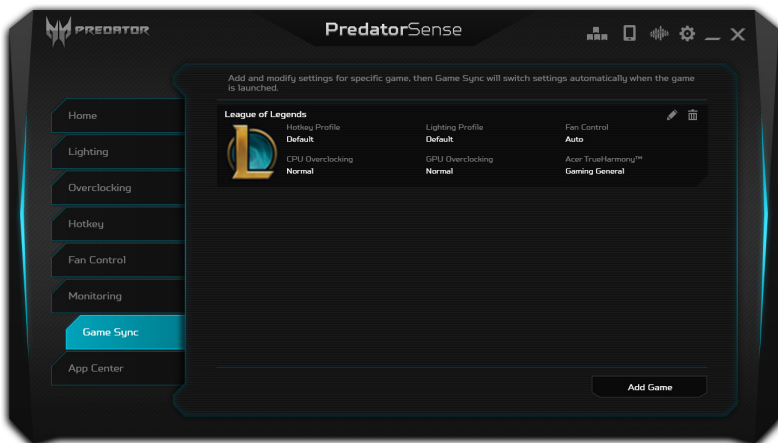 PREDATOR
PredatorSense
Add and modify settings for specific game, then Game Sync will switch settings automatically when the game
is launched.
Home
Lighting
Overclocking
Hotkey
Fan Control
Monitoring
Game Sync
App Center
League of Legends
Hotkey Profile
Default
Lighting Profile
Default
Fan Control
Auto
CPU Overclocking
Normal
GPU Overclocking
Normal
Acer TrueHarmony™
Gaming General
Add Game